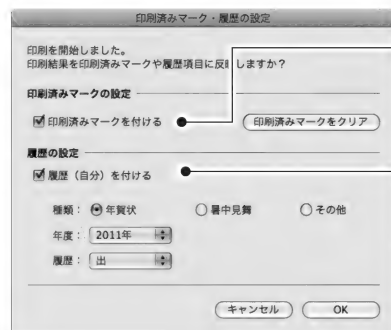 印刷済みマーク・履歴の設定
印刷を開始しました。
印刷結果を印刷済みマークや履歴項目に反映しますか？
印刷済みマークの設定
印刷済みマークを付ける 印刷済みマークをクリア
履歴の設定
履歴（自分）を付ける
種類： 年賀状 暑中見舞 その他
年度： 2011年
履歴： 出
キャンセル OK